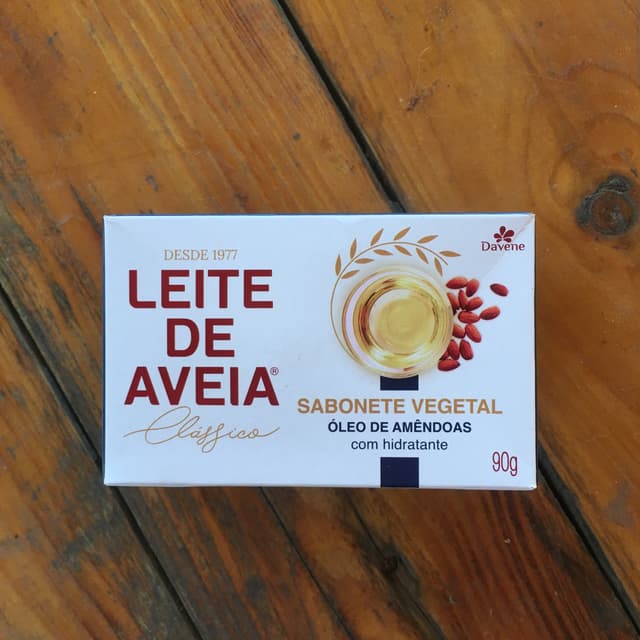 DESDE 1977
LEITE
DE
AVEIA®
Clássico
Davene
SABONETE VEGETAL
ÓLEO DE AMÊNDOAS
com hidratante
90g